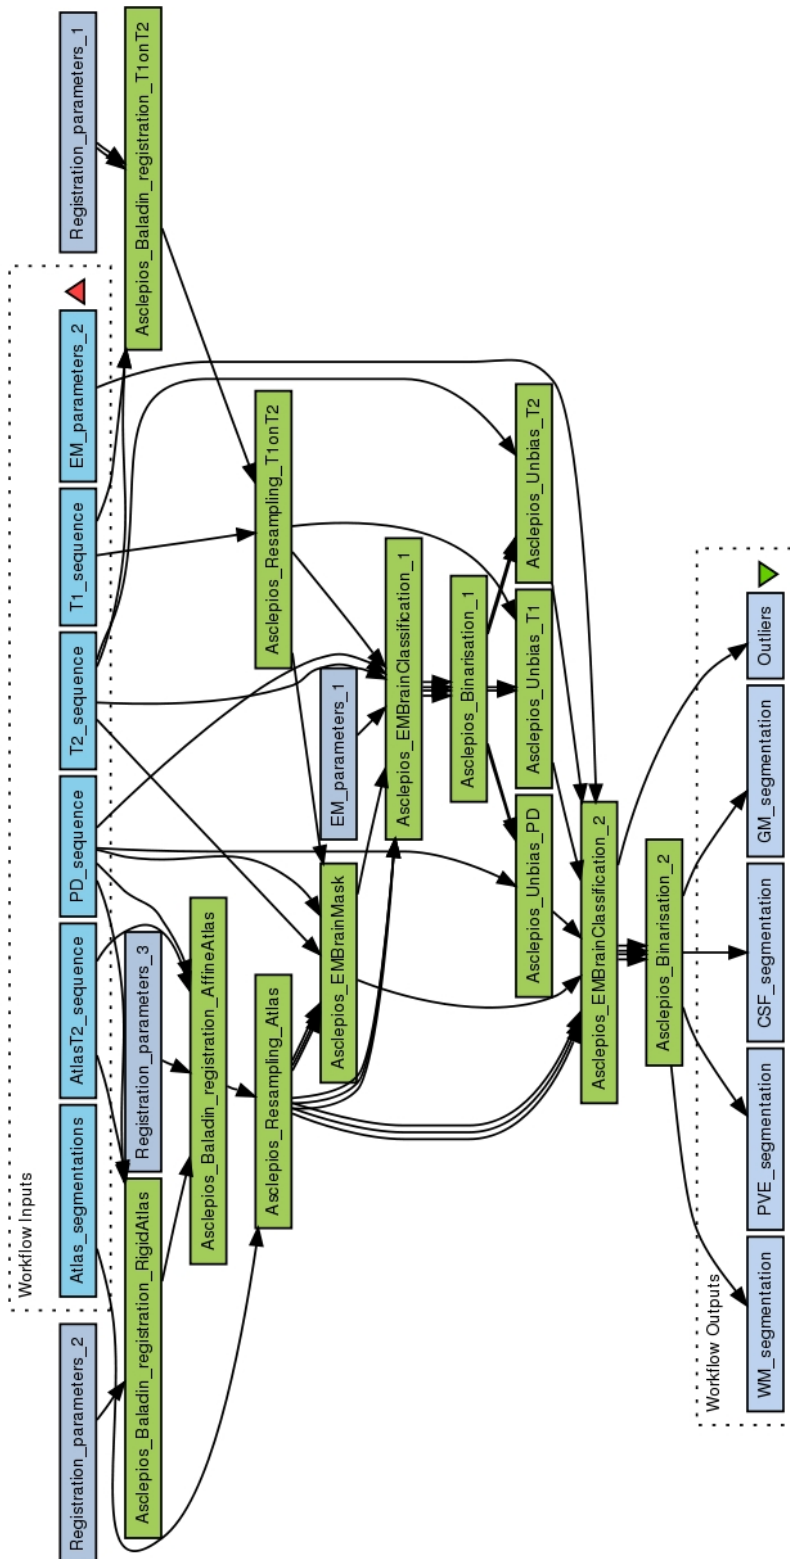 Registration_parameters_1
Asclepios_Baladin_registration_T1onT2
Workflow Inputs
EM_parameters_2
T1_sequence
T2_sequence
PD_sequence
AtlasT2_sequence
Atlas_segmentations
Registration_parameters_2
Registration_parameters_3
Asclepios_Baladin_registration_RigidAtlas
Asclepios_Baladin_registration_AffineAtlas
Asclepios_Resampling_T1onT2
Asclepios_Resampling_Atlas
EM_parameters_1
Asclepios_EMBrainMask
Asclepios_EMBrainClassification_1
Asclepios_Binarisation_1
Asclepios_Unbias_T2
Asclepios_Unbias_T1
Asclepios_Unbias_PD
Asclepios_EMBrainClassification_2
Asclepios_Binarisation_2
Workflow Outputs
Outliers
GM_segmentation
CSF_segmentation
PVE_segmentation
WM_segmentation